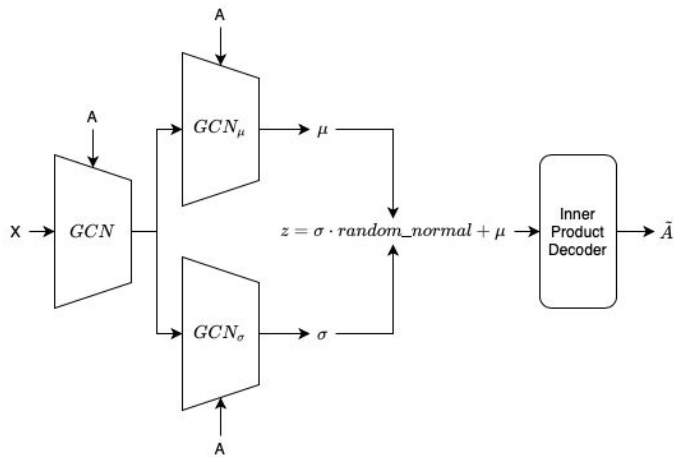 A
A
GCN_μ
μ
X
GCN
z = σ · random_normal + μ
Inner
Product
Decoder
Ã
GCN_σ
σ
A